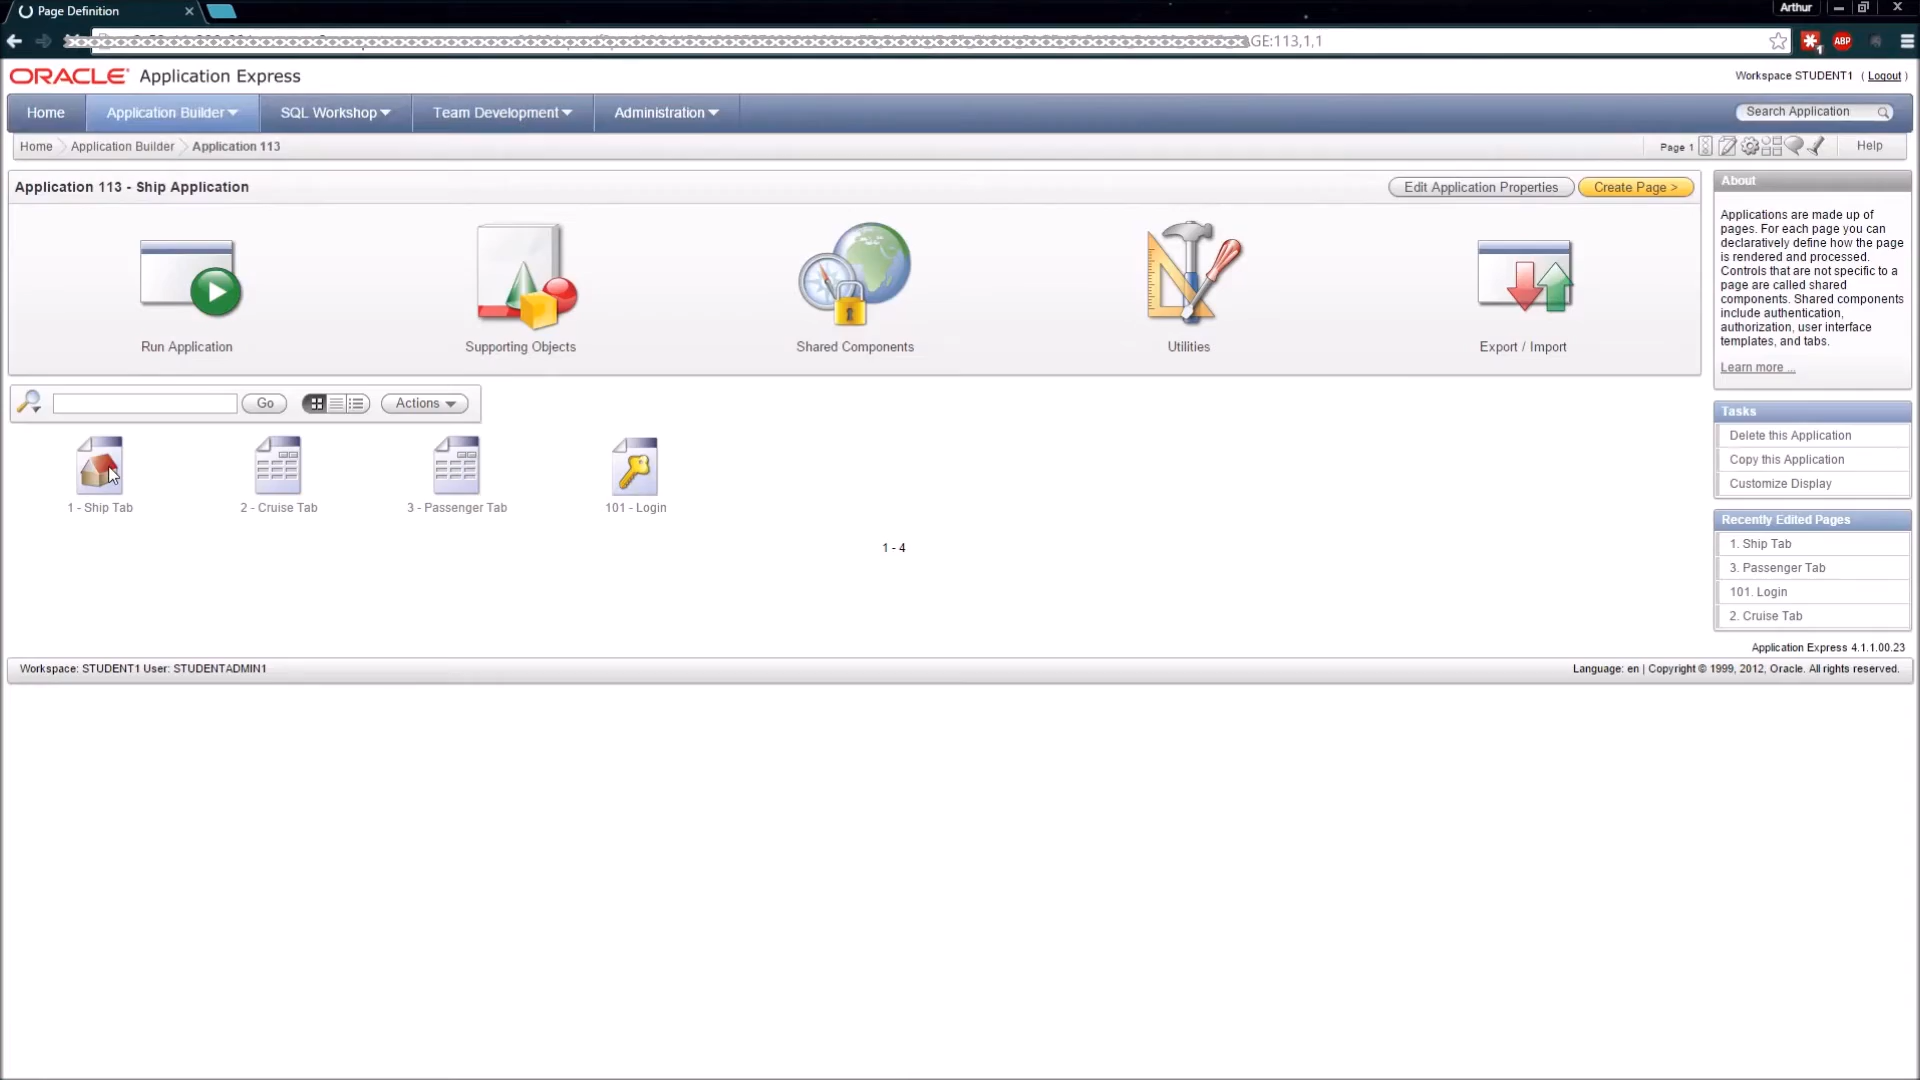 Page Definition
Arthur
GE:113,1,1
ABP
ORACLE Application Express
Workspace STUDENT1 ( Logout )
Home
Application Builder
SQL Workshop
Team Development
Administration
Search Application
Home
Application Builder
Application 113
Page 1
Help
Application 113 - Ship Application
Edit Application Properties
Create Page >
Run Application
Supporting Objects
Shared Components
Utilities
Export / Import
About
Applications are made up of
pages. For each page you can
declaratively define how the page
is rendered and processed.
Controls that are not specific to a
page are called shared
components. Shared components
include authentication,
authorization, user interface
templates, and tabs.
Learn more ...
Go
Actions
1 - Ship Tab
2 - Cruise Tab
3 - Passenger Tab
101 - Login
1 - 4
Tasks
Delete this Application
Copy this Application
Customize Display
Recently Edited Pages
1. Ship Tab
3. Passenger Tab
101. Login
2. Cruise Tab
Application Express 4.1.1.00.23
Workspace: STUDENT1 User: STUDENTADMIN1
Language: en | Copyright © 1999, 2012, Oracle. All rights reserved.